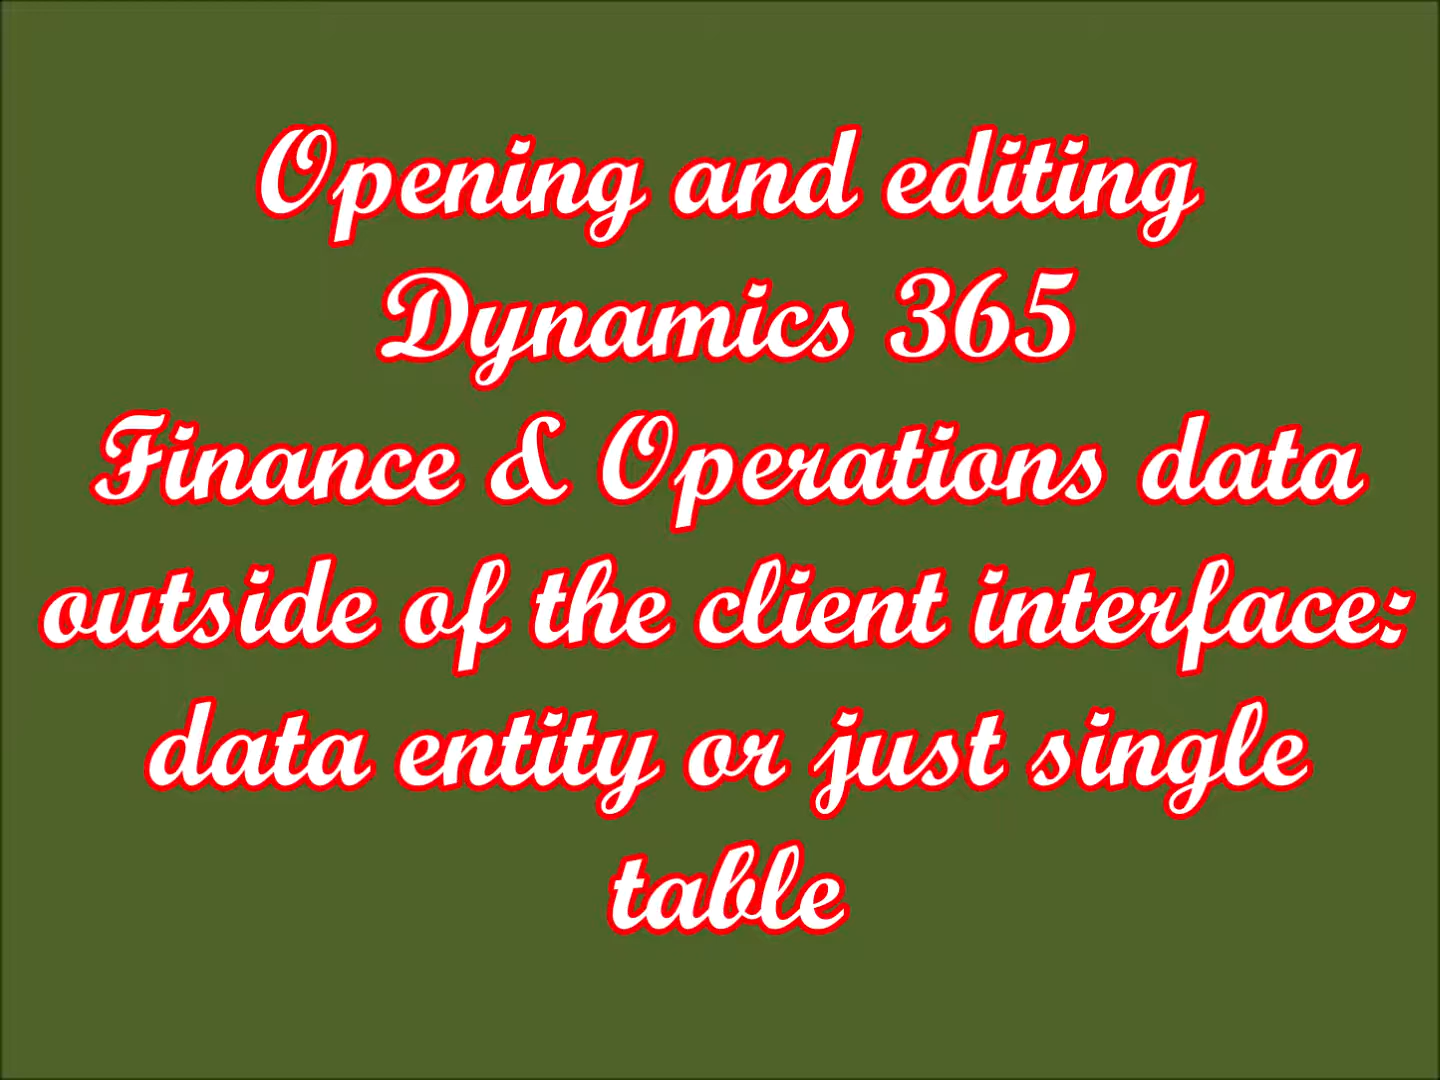 Opening and editing
Dynamics 365
Finance & Operations data
outside of the client interface:
data entity or just single
table